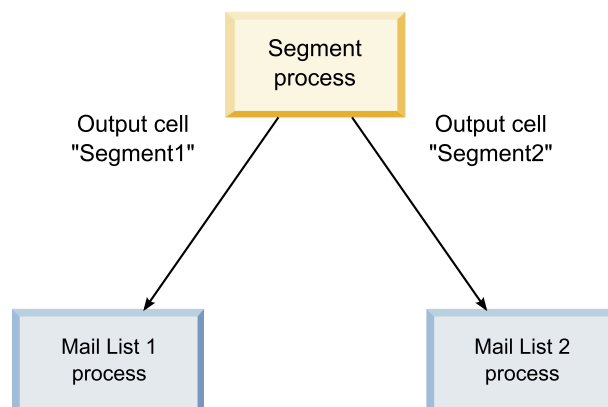 Segment
process
Output cell
"Segment1"
Output cell
"Segment2"
Mail List 1
process
Mail List 2
process